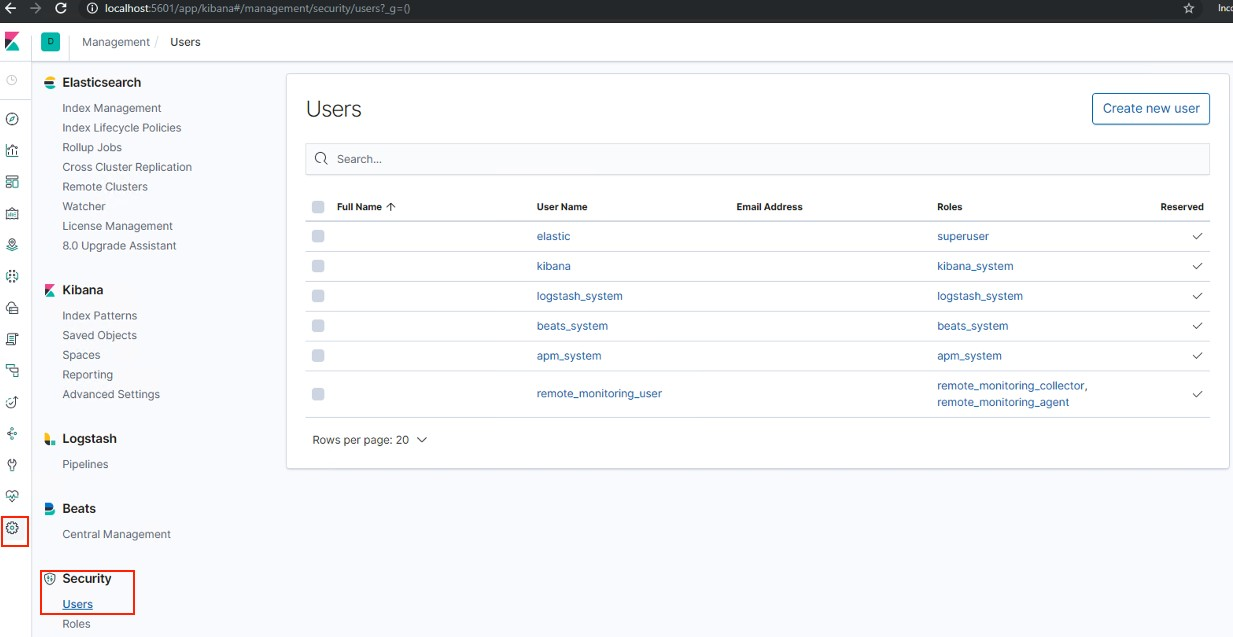 localhost:5601/app/kibana#/management/security/users?_g=()
Inco
D
Management / Users
Elasticsearch
Index Management
Index Lifecycle Policies
Rollup Jobs
Cross Cluster Replication
Remote Clusters
Watcher
License Management
8.0 Upgrade Assistant
Kibana
Index Patterns
Saved Objects
Spaces
Reporting
Advanced Settings
Logstash
Pipelines
Beats
Central Management
Security
Users
Roles
Users
Create new user
Search...
Full Name User Name Email Address Roles Reserved
elastic superuser
kibana kibana_system
logstash_system logstash_system
beats_system beats_system
apm_system apm_system
remote_monitoring_user remote_monitoring_collector,
remote_monitoring_agent
Rows per page: 20